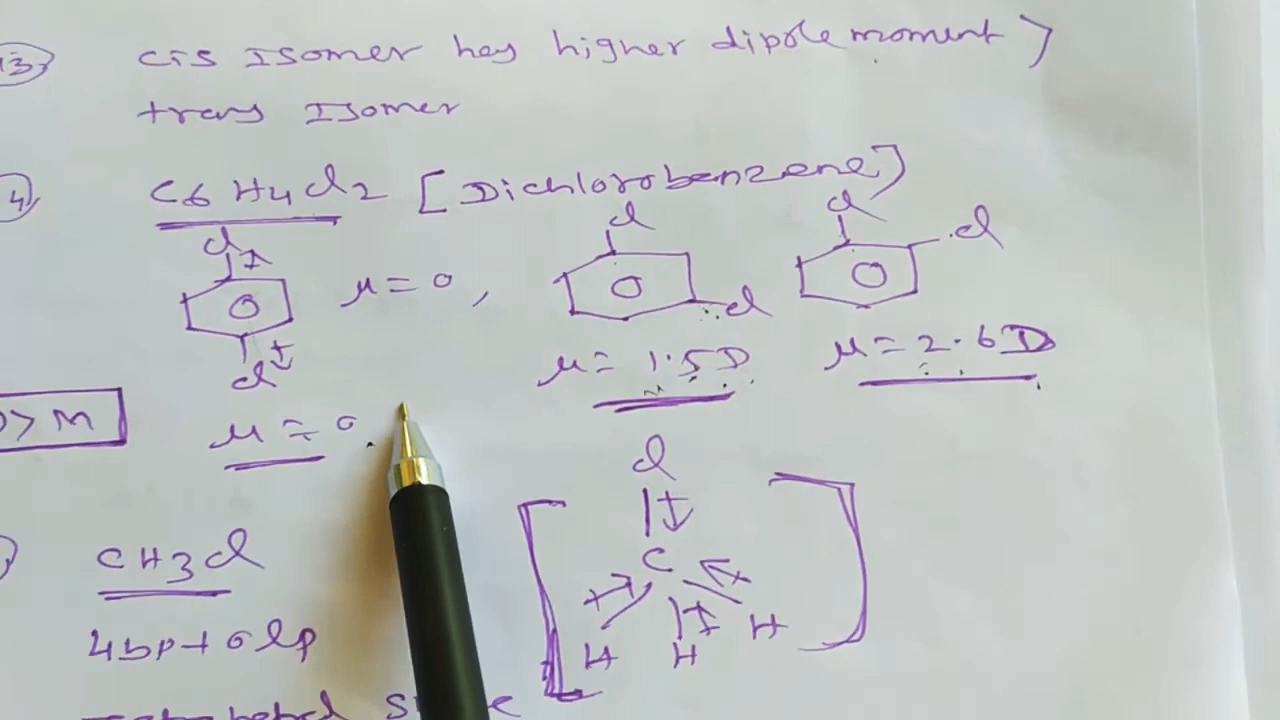 13) cis Isomer hay higher dipole moment >
trans Isomer
4) C6H4Cl2 [Dichlorobenzene]
Cl Cl Cl Cl
μ = 0, Cl
Cl μ = 1.5D μ = 2.6D
O > M μ = 0.
Cl
CH3Cl C
4bp + 0lp H H H